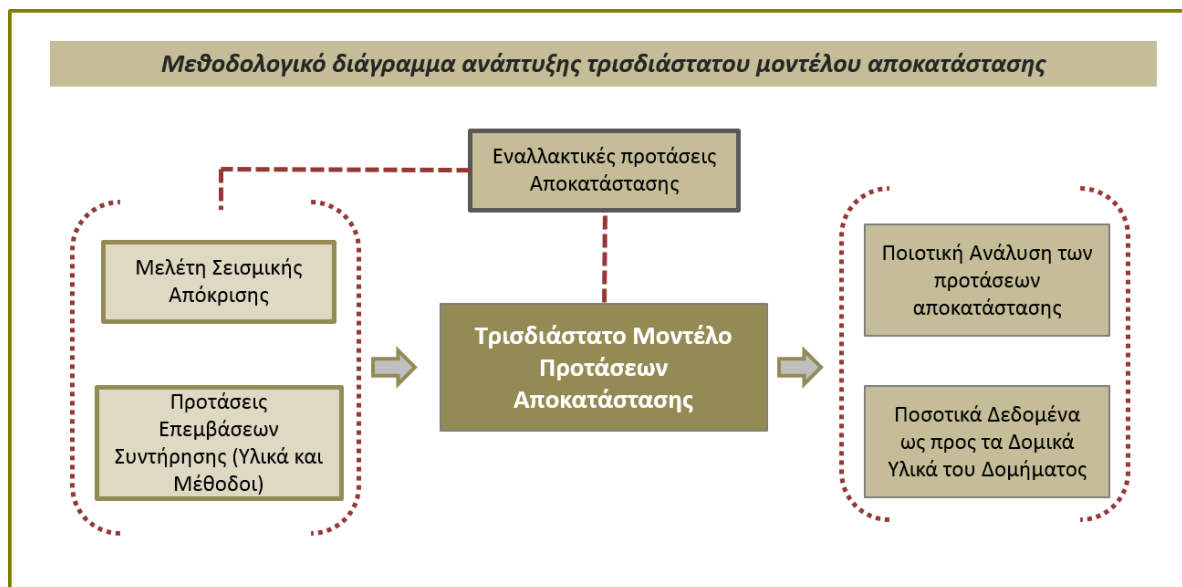 Μεθοδολογικό διάγραμμα ανάπτυξης τρισδιάστατου μοντέλου αποκατάστασης
Εναλλακτικές προτάσεις
Αποκατάστασης
Μελέτη Σεισμικής
Απόκρισης
Προτάσεις
Επεμβάσεων
Συντήρησης (Υλικά και
Μέθοδοι)
Τρισδιάστατο Μοντέλο
Προτάσεων
Αποκατάστασης
Ποιοτική Ανάλυση των
προτάσεων
αποκατάστασης
Ποσοτικά Δεδομένα
ως προς τα Δομικά
Υλικά του Δομήματος